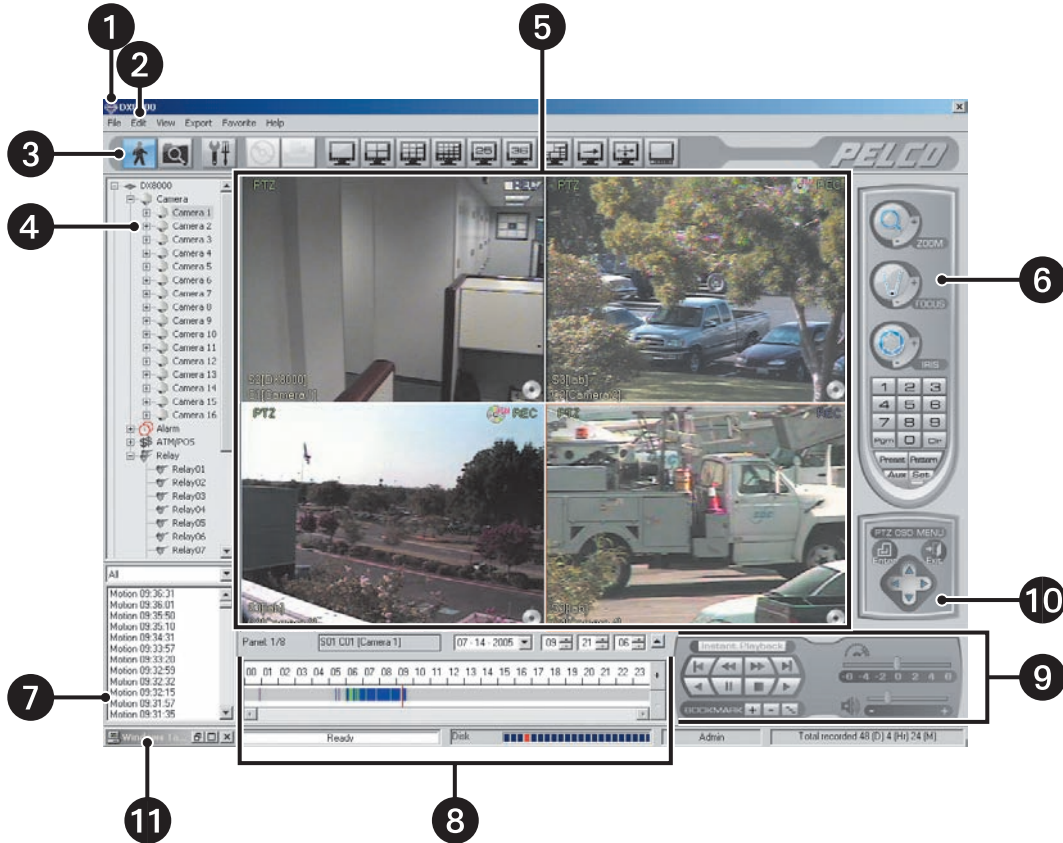 1
5
2
DX8000
File Edit View Export Favorite Help
3
25 36
PELCO
DX8000
Camera
4
Camera 1
Camera 2
Camera 3
Camera 4
Camera 5
Camera 6
Camera 7
Camera 8
Camera 9
Camera 10
Camera 11
Camera 12
Camera 13
Camera 14
Camera 15
Camera 16
Alarm
ATM/POS
Relay
Relay01
Relay02
Relay03
Relay04
Relay05
Relay06
Relay07
PTZ
S2[DX8000]
PTZ REC
S3[lab]
PTZ REC
PTZ REC
ZOOM
6
FOCUS
IRIS
1 2 3
4 5 6
7 8 9
Pgm 0 Clr
Preset Pattern
Aux Set
PTZ OSD MENU
Enter Exit
10
All
Motion 09:36:31
Motion 09:36:01
Motion 09:35:50
Motion 09:35:10
Motion 09:34:31
Motion 09:33:57
Motion 09:33:20
Motion 09:32:59
Motion 09:32:32
Motion 09:32:15
Motion 09:31:57
Motion 09:31:35
7
Panel: 1/8 S01 C01 [Camera 1] 07 - 14 - 2005 09 21 06
00 01 02 03 04 05 06 07 08 09 10 11 12 13 14 15 16 17 18 19 20 21 22 23
Instant Playback
-6 -4 -2 0 2 4 6
BOOKMARK + - 
- +
9
Ready Disk Admin Total recorded 48 (D) 4 (Hr) 24 (M)
11
8